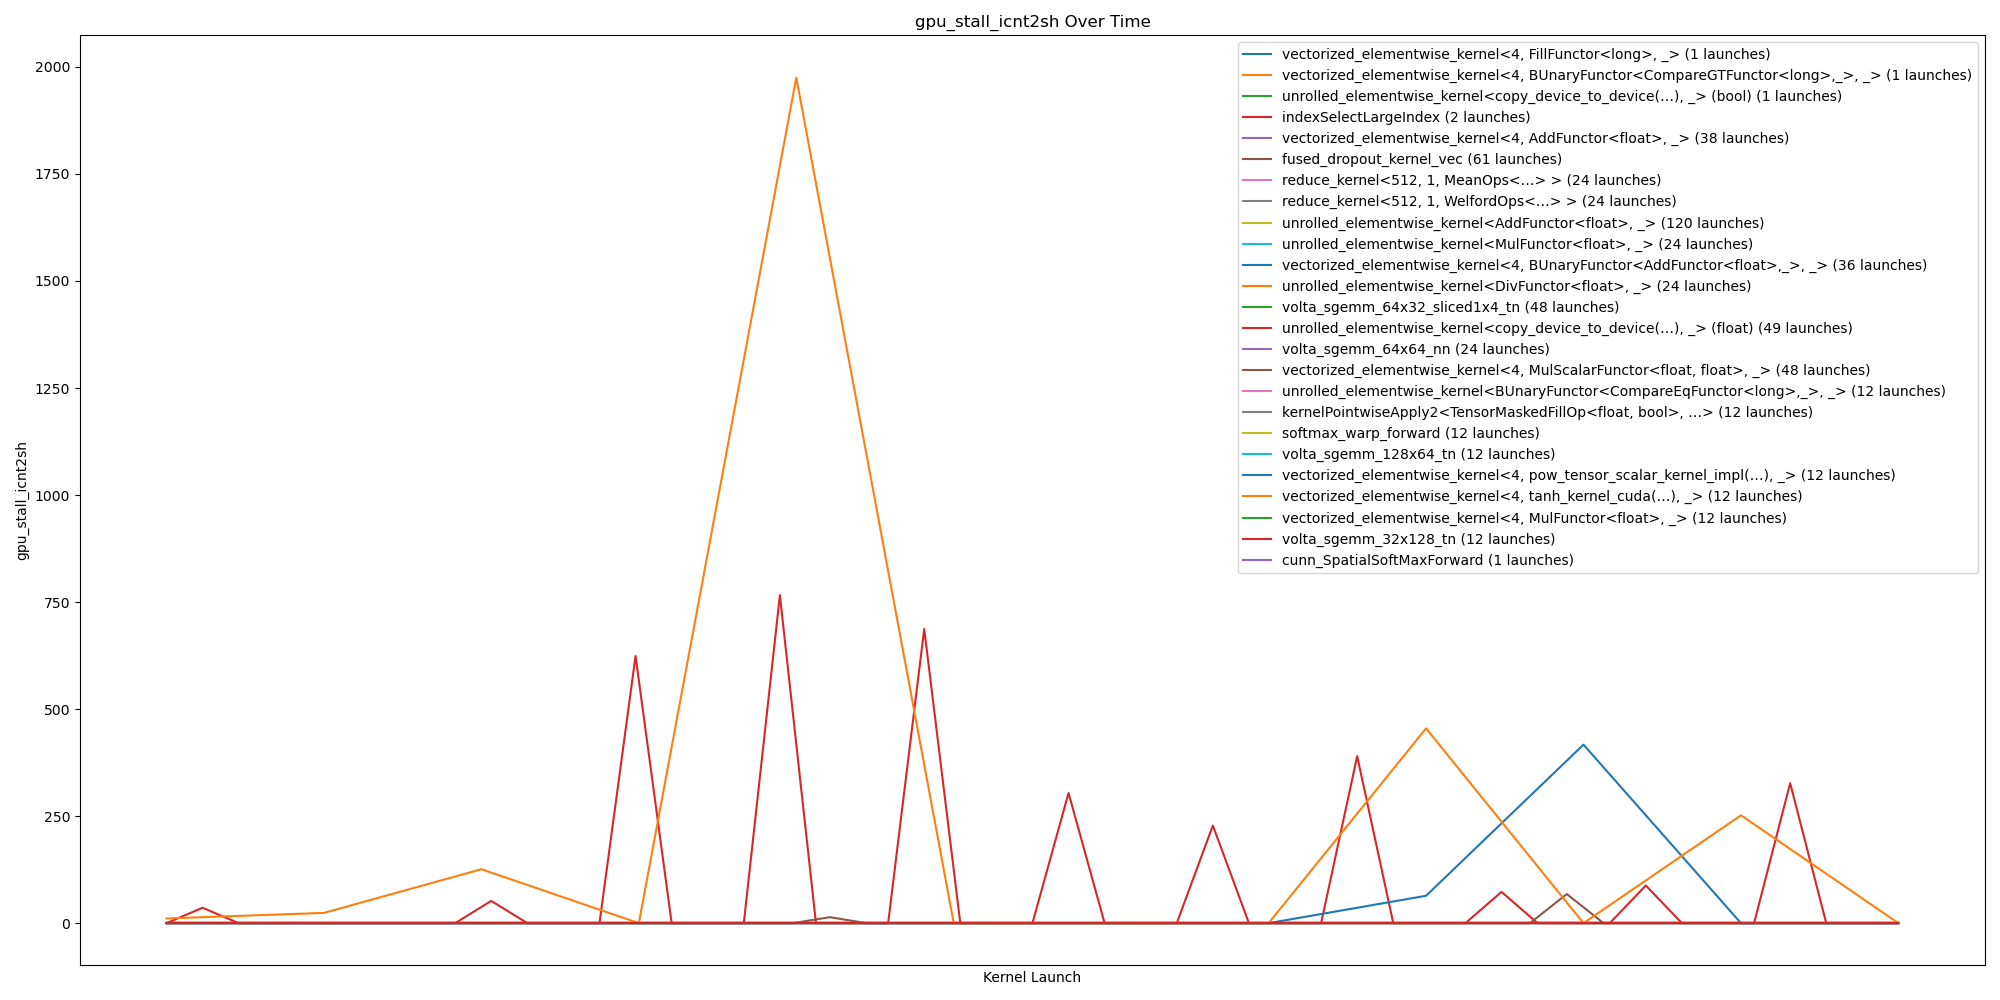 gpu_stall_icnt2sh Over Time
vectorized_elementwise_kernel<4, FillFunctor<long>, _> (1 launches)
vectorized_elementwise_kernel<4, BUnaryFunctor<CompareGTFunctor<long>,_>, _> (1 launches)
unrolled_elementwise_kernel<copy_device_to_device(...), _> (bool) (1 launches)
indexSelectLargeIndex (2 launches)
vectorized_elementwise_kernel<4, AddFunctor<float>, _> (38 launches)
fused_dropout_kernel_vec (61 launches)
reduce_kernel<512, 1, MeanOps<...> > (24 launches)
reduce_kernel<512, 1, WelfordOps<...> > (24 launches)
unrolled_elementwise_kernel<AddFunctor<float>, _> (120 launches)
unrolled_elementwise_kernel<MulFunctor<float>, _> (24 launches)
vectorized_elementwise_kernel<4, BUnaryFunctor<AddFunctor<float>,_>, _> (36 launches)
unrolled_elementwise_kernel<DivFunctor<float>, _> (24 launches)
volta_sgemm_64x32_sliced1x4_tn (48 launches)
unrolled_elementwise_kernel<copy_device_to_device(...), _> (float) (49 launches)
volta_sgemm_64x64_nn (24 launches)
vectorized_elementwise_kernel<4, MulScalarFunctor<float, float>, _> (48 launches)
unrolled_elementwise_kernel<BUnaryFunctor<CompareEqFunctor<long>,_>, _> (12 launches)
kernelPointwiseApply2<TensorMaskedFillOp<float, bool>, ...> (12 launches)
softmax_warp_forward (12 launches)
volta_sgemm_128x64_tn (12 launches)
vectorized_elementwise_kernel<4, pow_tensor_scalar_kernel_impl(...), _> (12 launches)
vectorized_elementwise_kernel<4, tanh_kernel_cuda(...), _> (12 launches)
vectorized_elementwise_kernel<4, MulFunctor<float>, _> (12 launches)
volta_sgemm_32x128_tn (12 launches)
cunn_SpatialSoftMaxForward (1 launches)
2000
1750
1500
1250
1000
750
500
250
0
gpu_stall_icnt2sh
Kernel Launch